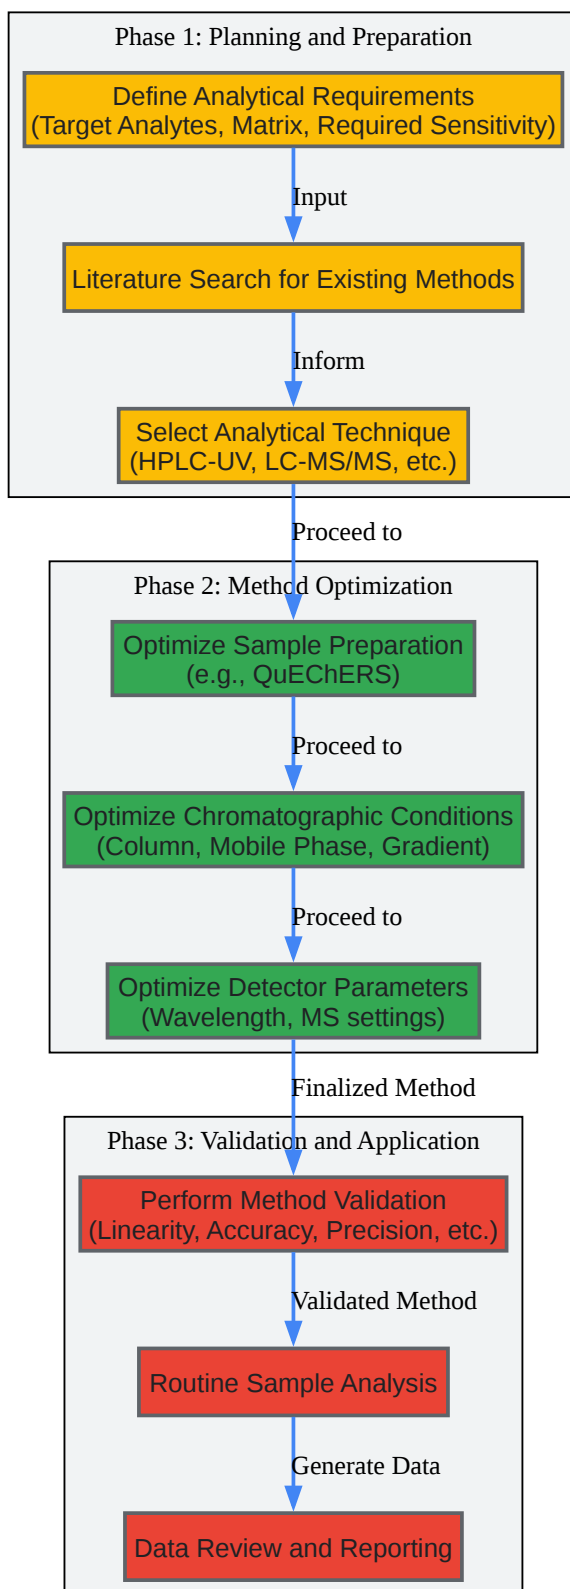 Phase 1: Planning and Preparation
Define Analytical Requirements
(Target Analytes, Matrix, Required Sensitivity)
Input
Literature Search for Existing Methods
Inform
Select Analytical Technique
(HPLC-UV, LC-MS/MS, etc.)
Proceed to
Phase 2: Method Optimization
Optimize Sample Preparation
(e.g., QuEChERS)
Proceed to
Optimize Chromatographic Conditions
(Column, Mobile Phase, Gradient)
Proceed to
Optimize Detector Parameters
(Wavelength, MS settings)
Finalized Method
Phase 3: Validation and Application
Perform Method Validation
(Linearity, Accuracy, Precision, etc.)
Validated Method
Routine Sample Analysis
Generate Data
Data Review and Reporting